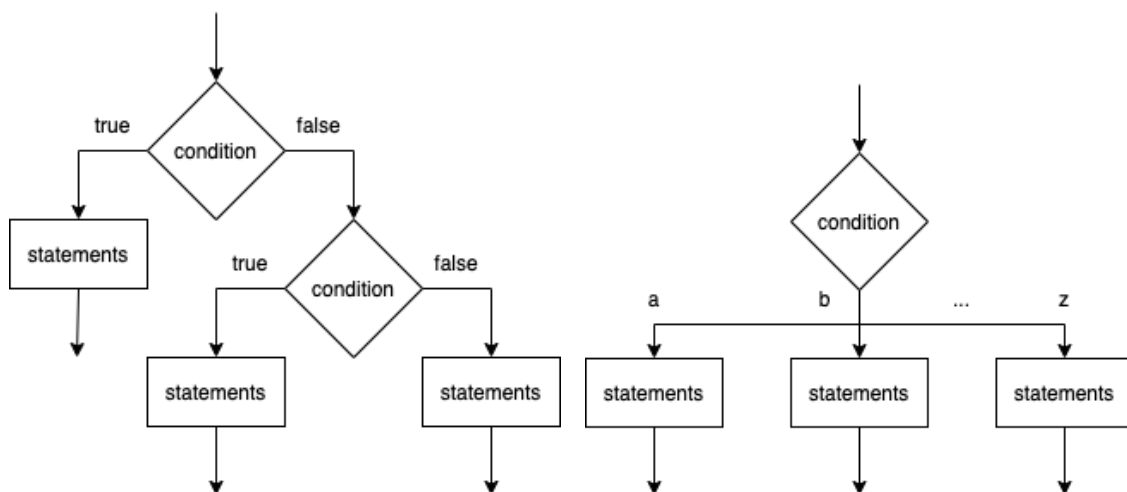 true
false
condition
statements
true
false
condition
statements
statements
condition
a
b
...
z
statements
statements
statements